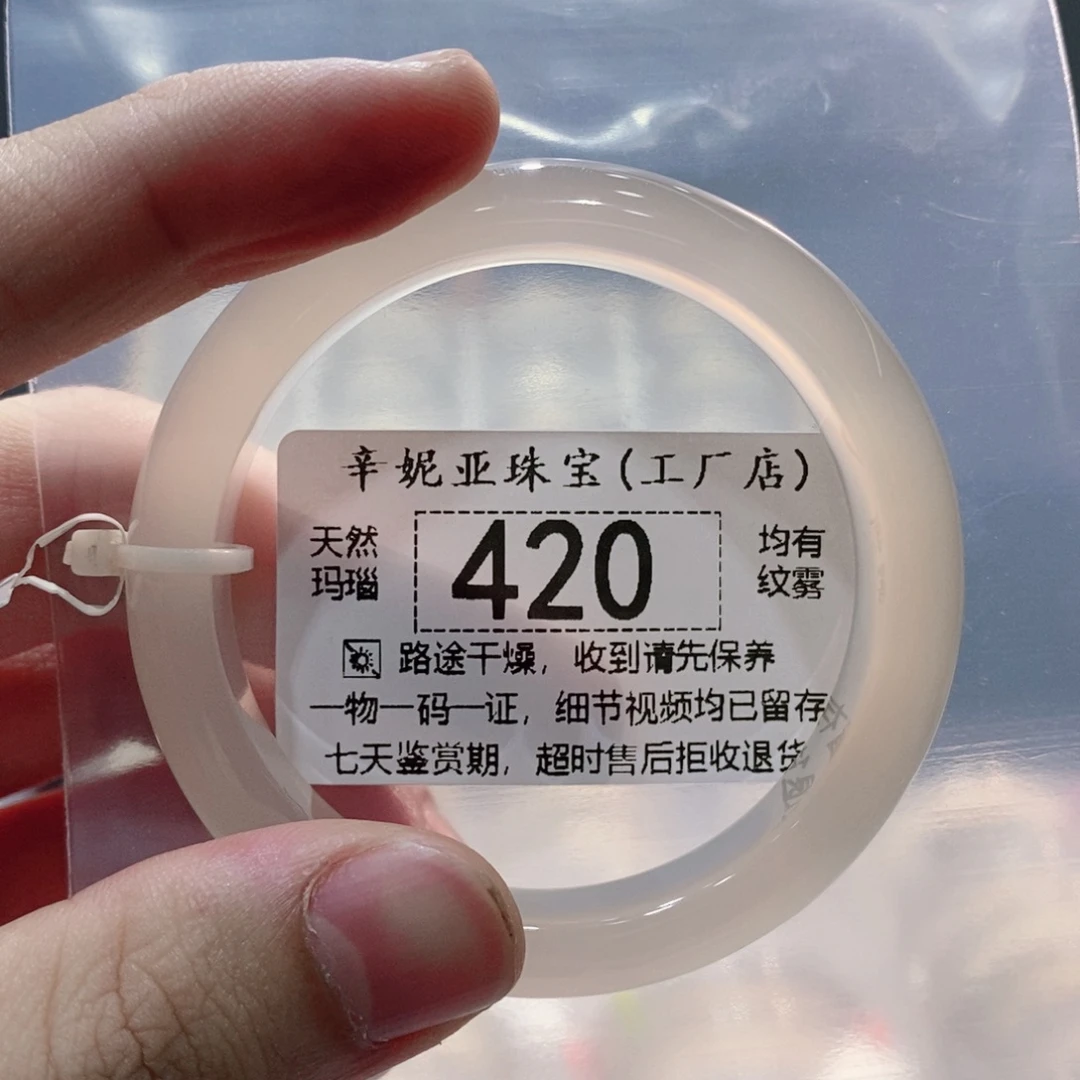 辛妮亚珠宝(工厂店)
天然玛瑙
420
均有纹雾
路途干燥，收到请先保养
一物一码一证，细节视频均已留存
七天鉴赏期，超时售后拒收退货